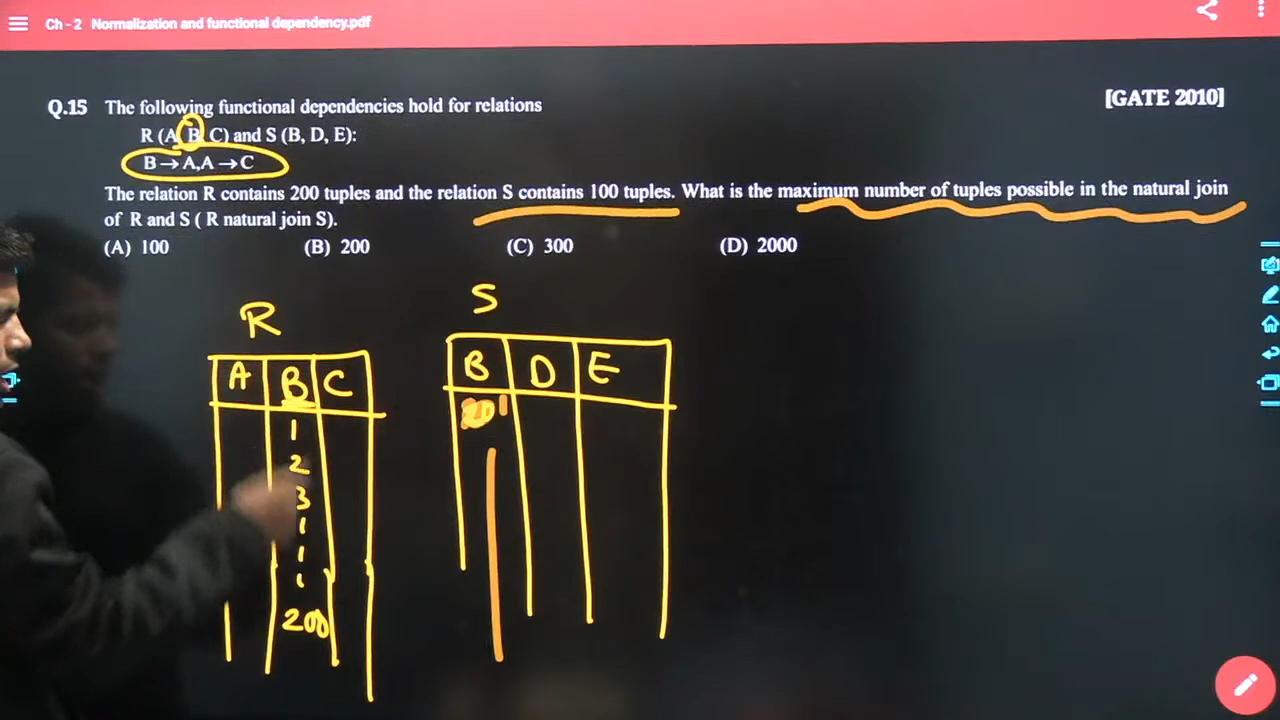 Ch - 2 Normalization and functional dependency.pdf
Q.15 The following functional dependencies hold for relations [GATE 2010]
R (A B, C) and S (B, D, E):
B → A,A → C
The relation R contains 200 tuples and the relation S contains 100 tuples. What is the maximum number of tuples possible in the natural join
of R and S ( R natural join S).
(A) 100 (B) 200 (C) 300 (D) 2000
R
S
A B C
B D E
1
2
3
200
1